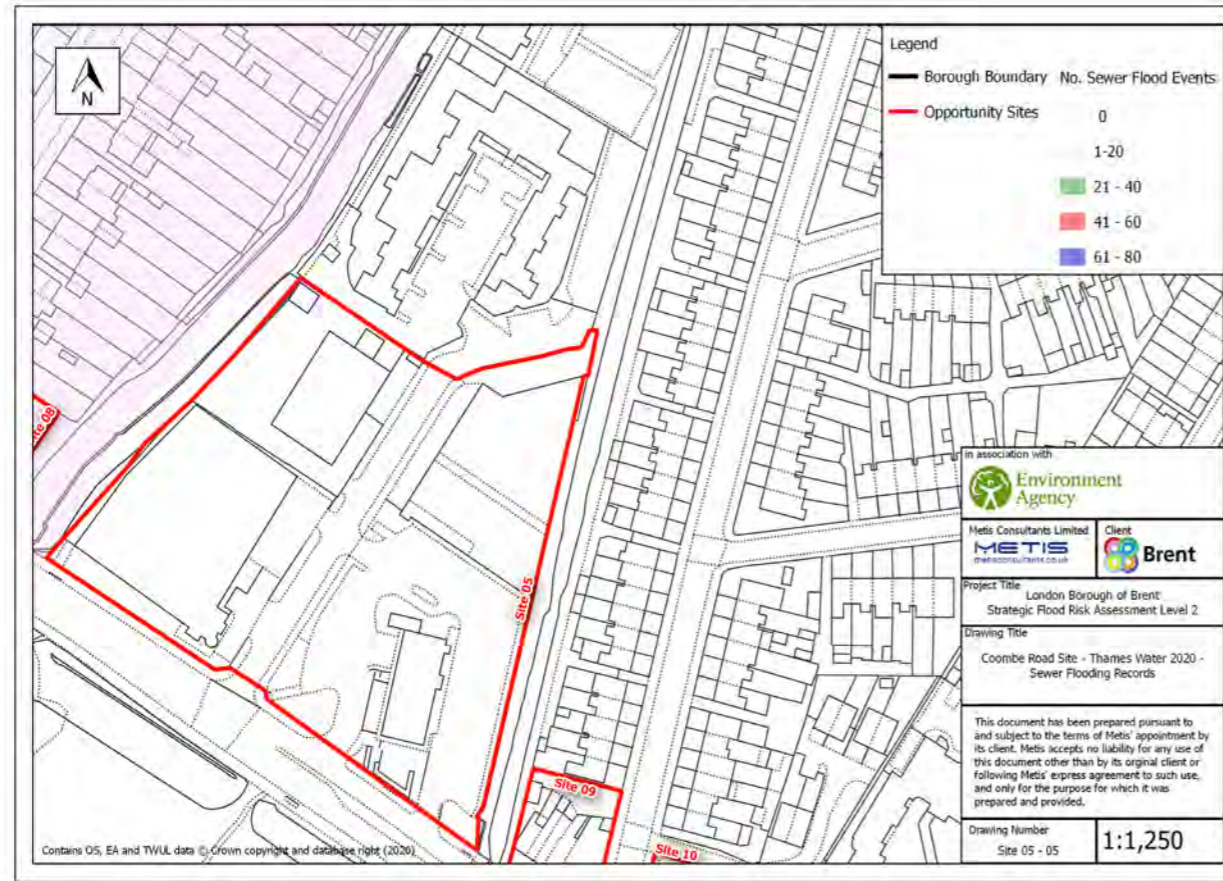 N
Legend
Borough Boundary No. Sewer Flood Events
Opportunity Sites 0
1-20
21 - 40
41 - 60
61 - 80
Site 08
Site 05
Site 09
Site 10
in association with
Environment
Agency
Metis Consultants Limited
METIS
metisconsultants.co.uk
Client
Brent
Project Title
London Borough of Brent
Strategic Flood Risk Assessment Level 2
Drawing Title
Coombe Road Site - Thames Water 2020 -
Sewer Flooding Records
This document has been prepared pursuant to
and subject to the terms of Metis' appointment by
its client. Metis accepts no liability for any use of
this document other than by its orginal client or
following Metis' express agreement to such use,
and only for the purpose for which it was
prepared and provided.
Drawing Number
Site 05 - 05
1:1,250
Contains OS, EA and TWUL data © Crown copyright and database right (2020)